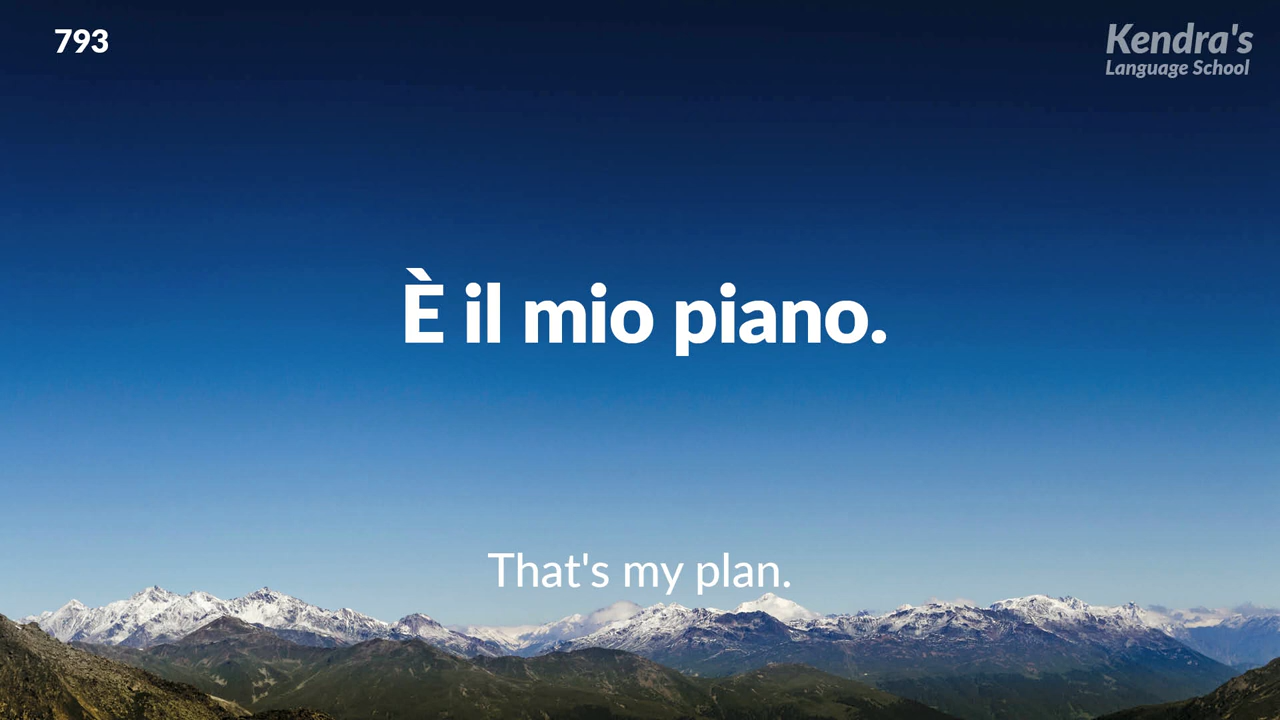 793
Kendra's
Language School
È il mio piano.
That's my plan.